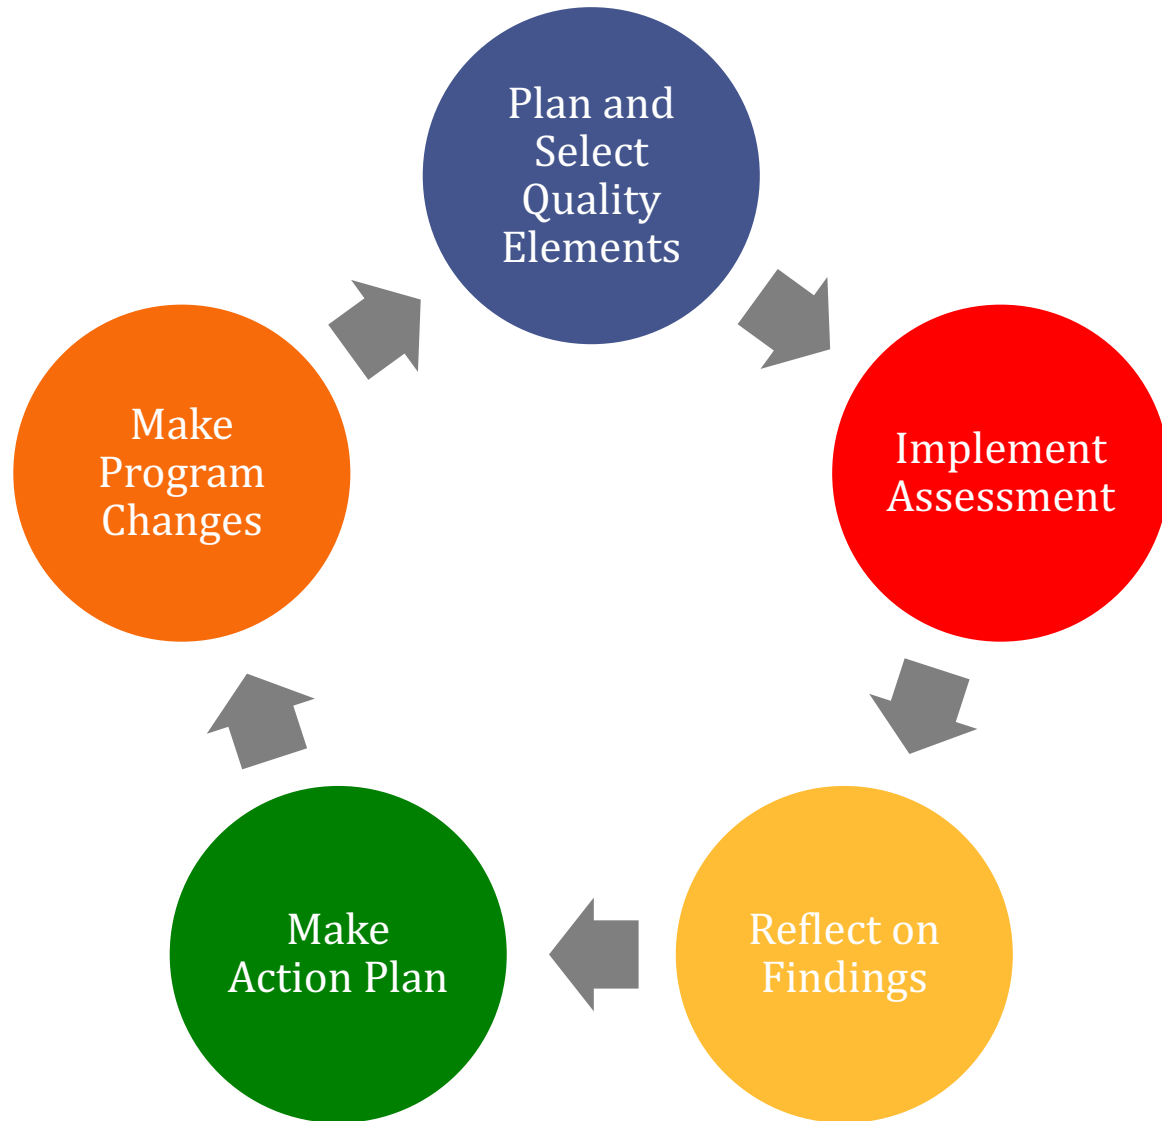 Plan and
Select
Quality
Elements
Implement
Assessment
Reflect on
Findings
Make
Action Plan
Make
Program
Changes